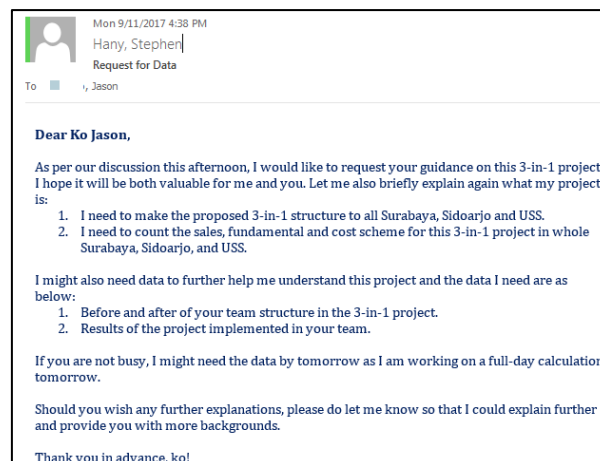 Mon 9/11/2017 4:38 PM
Hany, Stephen
Request for Data
To , Jason
Dear Ko Jason,
As per our discussion this afternoon, I would like to request your guidance on this 3-in-1 project
I hope it will be both valuable for me and you. Let me also briefly explain again what my project
is:
1. I need to make the proposed 3-in-1 structure to all Surabaya, Sidoarjo and USS.
2. I need to count the sales, fundamental and cost scheme for this 3-in-1 project in whole
Surabaya, Sidoarjo, and USS.
I might also need data to further help me understand this project and the data I need are as
below:
1. Before and after of your team structure in the 3-in-1 project.
2. Results of the project implemented in your team.
If you are not busy, I might need the data by tomorrow as I am working on a full-day calculation
tomorrow.
Should you wish any further explanations, please do let me know so that I could explain further
and provide you with more backgrounds.
Thank you in advance, ko!